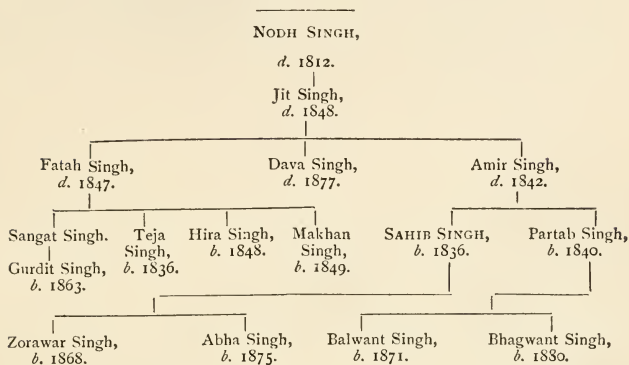 NODH SINGH,
d. 1812.
Jit Singh,
d. 1848.
Fatah Singh, Dava Singh, Amir Singh,
d. 1847. d. 1877. d. 1842.
Sangat Singh. Teja Hira Singh, Makhan SAHIB SINGH, Partab Singh,
Singh, b. 1848. Singh, b. 1836. b. 1840.
Gurdit Singh, b. 1836. b. 1849.
b. 1863.
Zorawar Singh, Abha Singh, Balwant Singh, Bhagwant Singh,
b. 1868. b. 1875. b. 1871. b. 1880.